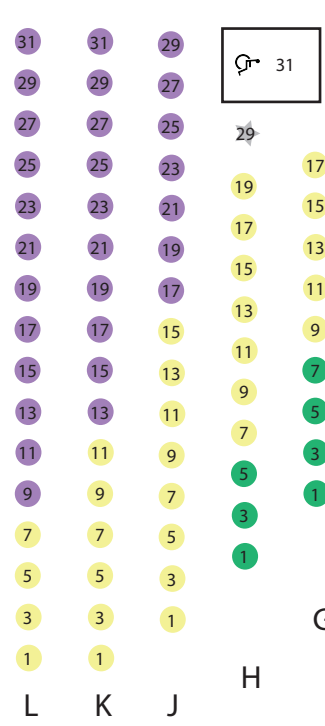 31 31 29 31
29 29 27 29
27 27 25
25 25 23 19 17
23 23 21 17 15
21 21 19 15 13
19 19 17 13 11
17 17 15 11 9
15 15 13 9 7
13 13 11 7 5
11 11 9 5 3
9 9 7 3 1
7 7 5 1
5 5 3
3 3 1
1 1
L K J H G